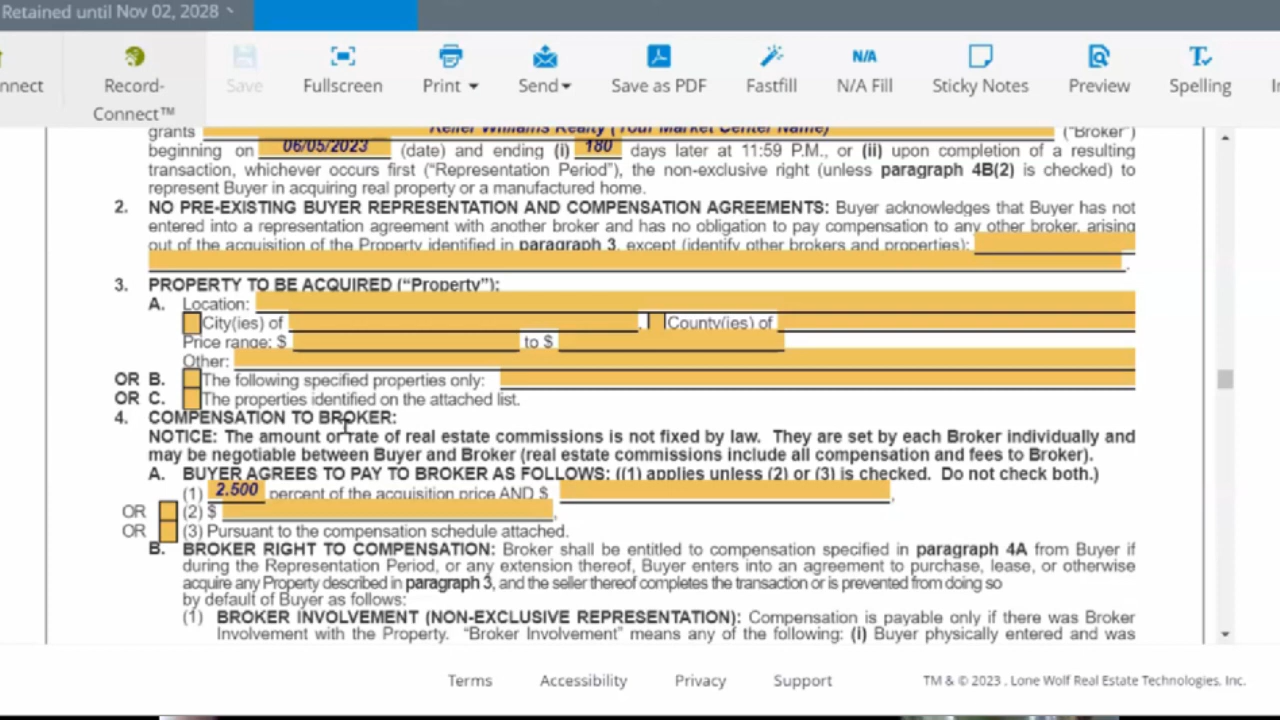 Retained until Nov 02, 2028
nnect
Record-Connect™
Save
Fullscreen
Print
Send
Save as PDF
N/A
Fastfill
N/A Fill
Sticky Notes
Preview
Spelling
grants Keller Williams Realty (Your Market Center Name) ("Broker")
beginning on 06/05/2023 (date) and ending (i) 180 days later at 11:59 P.M., or (ii) upon completion of a resulting
transaction, whichever occurs first ("Representation Period"), the non-exclusive right (unless paragraph 4B(2) is checked) to
represent Buyer in acquiring real property or a manufactured home.
2. NO PRE-EXISTING BUYER REPRESENTATION AND COMPENSATION AGREEMENTS: Buyer acknowledges that Buyer has not
entered into a representation agreement with another broker and has no obligation to pay compensation to any other broker, arising
out of the acquisition of the Property identified in paragraph 3, except (identify other brokers and properties):
3. PROPERTY TO BE ACQUIRED ("Property"):
A. Location:
City(ies) of , County(ies) of
Price range: $ to $
Other:
OR B. The following specified properties only:
OR C. The properties identified on the attached list.
4. COMPENSATION TO BROKER:
NOTICE: The amount or rate of real estate commissions is not fixed by law. They are set by each Broker individually and
may be negotiable between Buyer and Broker (real estate commissions include all compensation and fees to Broker).
A. BUYER AGREES TO PAY TO BROKER AS FOLLOWS: ((1) applies unless (2) or (3) is checked. Do not check both.)
(1) 2.500 percent of the acquisition price AND $ ,
OR (2) $ ,
OR (3) Pursuant to the compensation schedule attached.
B. BROKER RIGHT TO COMPENSATION: Broker shall be entitled to compensation specified in paragraph 4A from Buyer if
during the Representation Period, or any extension thereof, Buyer enters into an agreement to purchase, lease, or otherwise
acquire any Property described in paragraph 3, and the seller thereof completes the transaction or is prevented from doing so
by default of Buyer as follows:
(1) BROKER INVOLVEMENT (NON-EXCLUSIVE REPRESENTATION): Compensation is payable only if there was Broker
Involvement with the Property. "Broker Involvement" means any of the following: (i) Buyer physically entered and was
Terms
Accessibility
Privacy
Support
TM & © 2023 . Lone Wolf Real Estate Technologies, Inc.